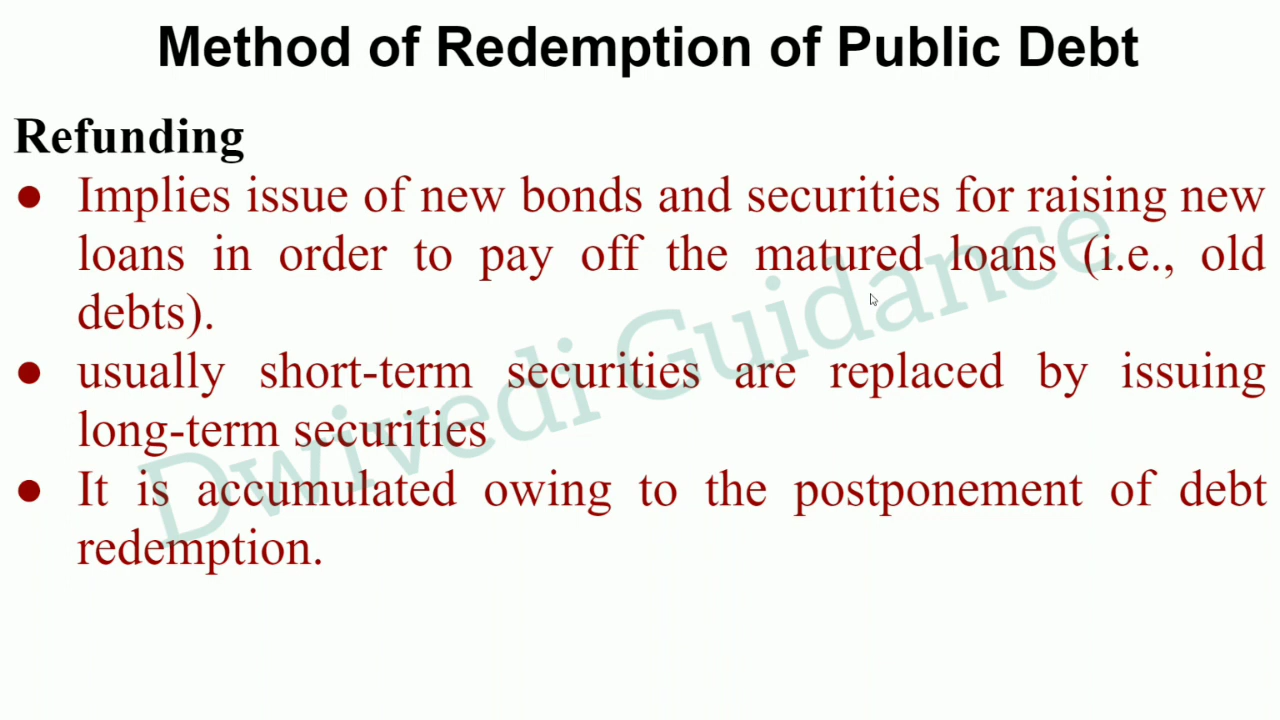 Method of Redemption of Public Debt
Refunding
● Implies issue of new bonds and securities for raising new
loans in order to pay off the matured loans (i.e., old
debts).
● usually short-term securities are replaced by issuing
long-term securities
● It is accumulated owing to the postponement of debt
redemption.
Dwivedi Guidance